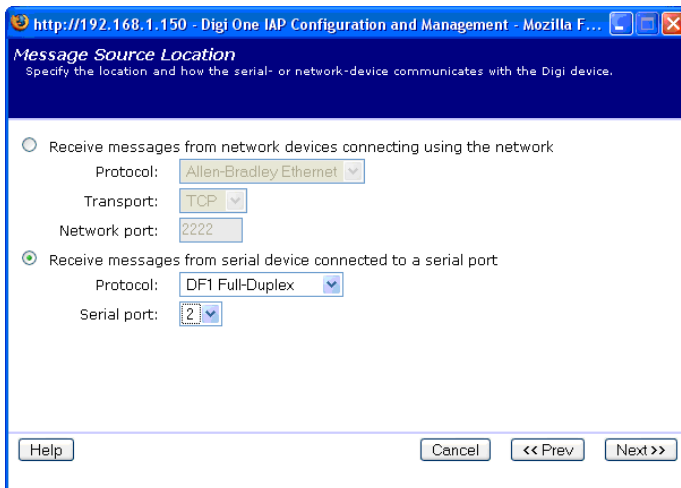 http://192.168.1.150 - Digi One IAP Configuration and Management - Mozilla F...
Message Source Location
Specify the location and how the serial- or network-device communicates with the Digi device.
Receive messages from network devices connecting using the network
Protocol: Allen-Bradley Ethernet
Transport: TCP
Network port: 2222
Receive messages from serial device connected to a serial port
Protocol: DF1 Full-Duplex
Serial port: 2
Help Cancel << Prev Next >>